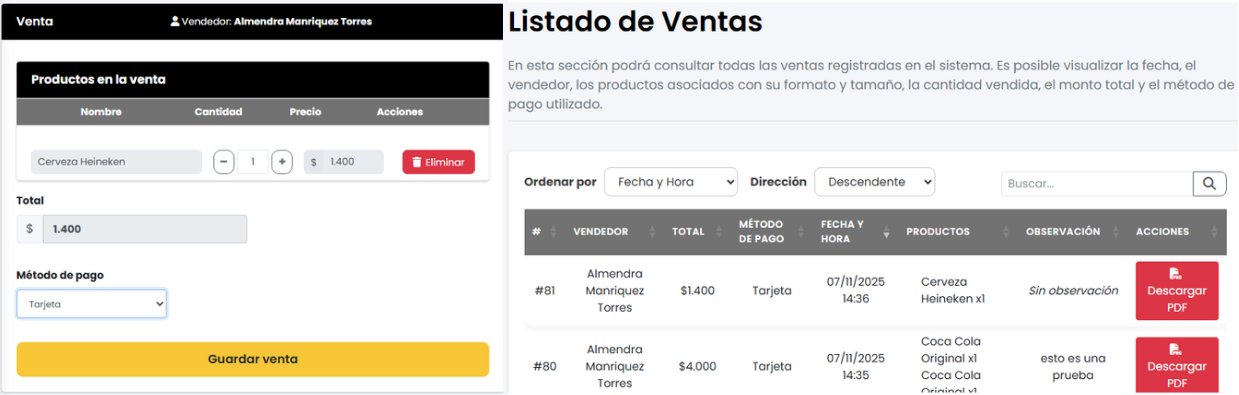 Venta
Vendedor: Almendra Manriquez Torres
Productos en la venta
Nombre Cantidad Precio Acciones
Cerveza Heineken − 1 + $ 1.400 Eliminar
Total
$ 1.400
Método de pago
Tarjeta
Guardar venta
Listado de Ventas
En esta sección podrá consultar todas las ventas registradas en el sistema. Es posible visualizar la fecha, el
vendedor, los productos asociados con su formato y tamaño, la cantidad vendida, el monto total y el método de
pago utilizado.
Ordenar por Fecha y Hora Dirección Descendente Buscar...
# VENDEDOR TOTAL MÉTODO DE PAGO FECHA Y HORA PRODUCTOS OBSERVACIÓN ACCIONES
#81 Almendra Manriquez Torres $1.400 Tarjeta 07/11/2025 14:36 Cerveza Heineken x1 Sin observación Descargar PDF
#80 Almendra Manriquez Torres $4.000 Tarjeta 07/11/2025 14:35 Coca Cola Original x1 Coca Cola Original x1 esto es una prueba Descargar PDF